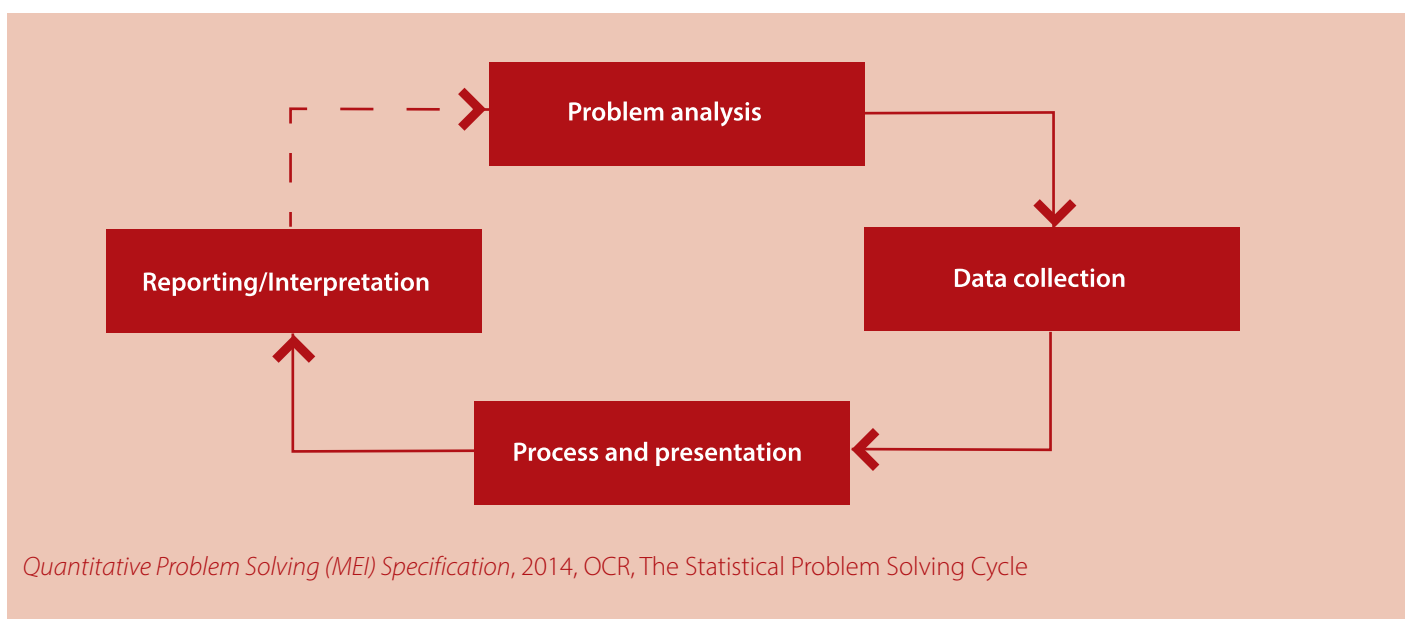 Problem analysis
Data collection
Process and presentation
Reporting/Interpretation
Quantitative Problem Solving (MEI) Specification, 2014, OCR, The Statistical Problem Solving Cycle